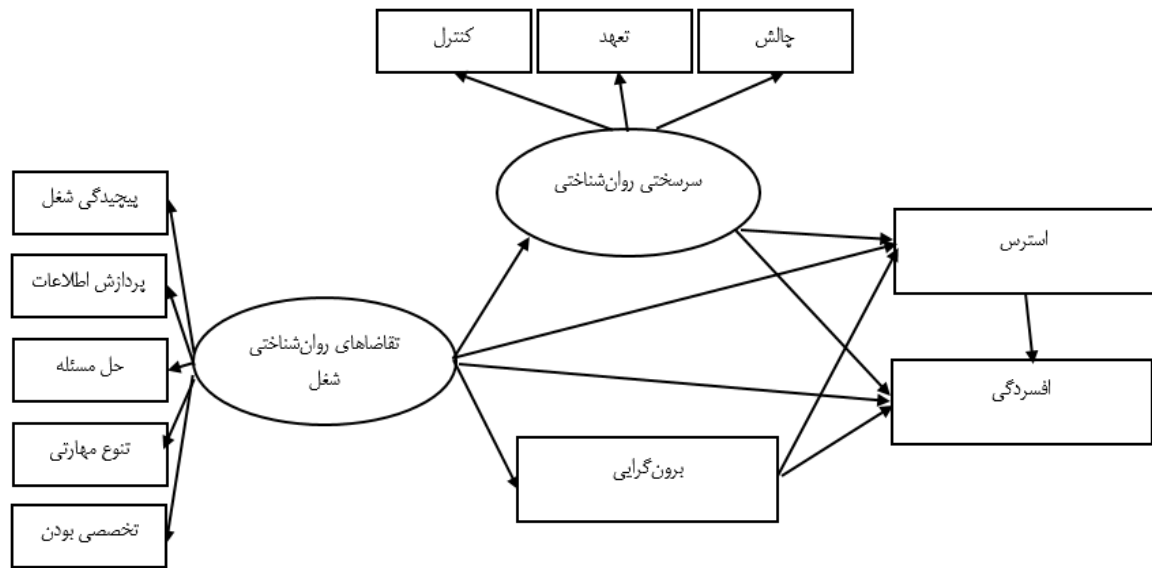 چالش
تعهد
کنترل
سرسختی روان‌شناختی
پیچیدگی شغل
پردازش اطلاعات
حل مسئله
تنوع مهارتی
تخصصی بودن
تقاضاهای روان‌شناختی
شغل
استرس
افسردگی
برون‌گرایی